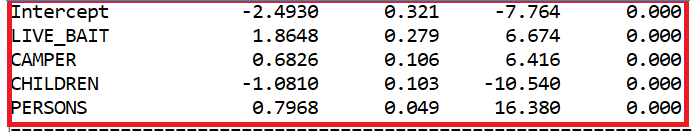 Intercept -2.4930 0.321 -7.764 0.000
LIVE_BAIT 1.8648 0.279 6.674 0.000
CAMPER 0.6826 0.106 6.416 0.000
CHILDREN -1.0810 0.103 -10.540 0.000
PERSONS 0.7968 0.049 16.380 0.000